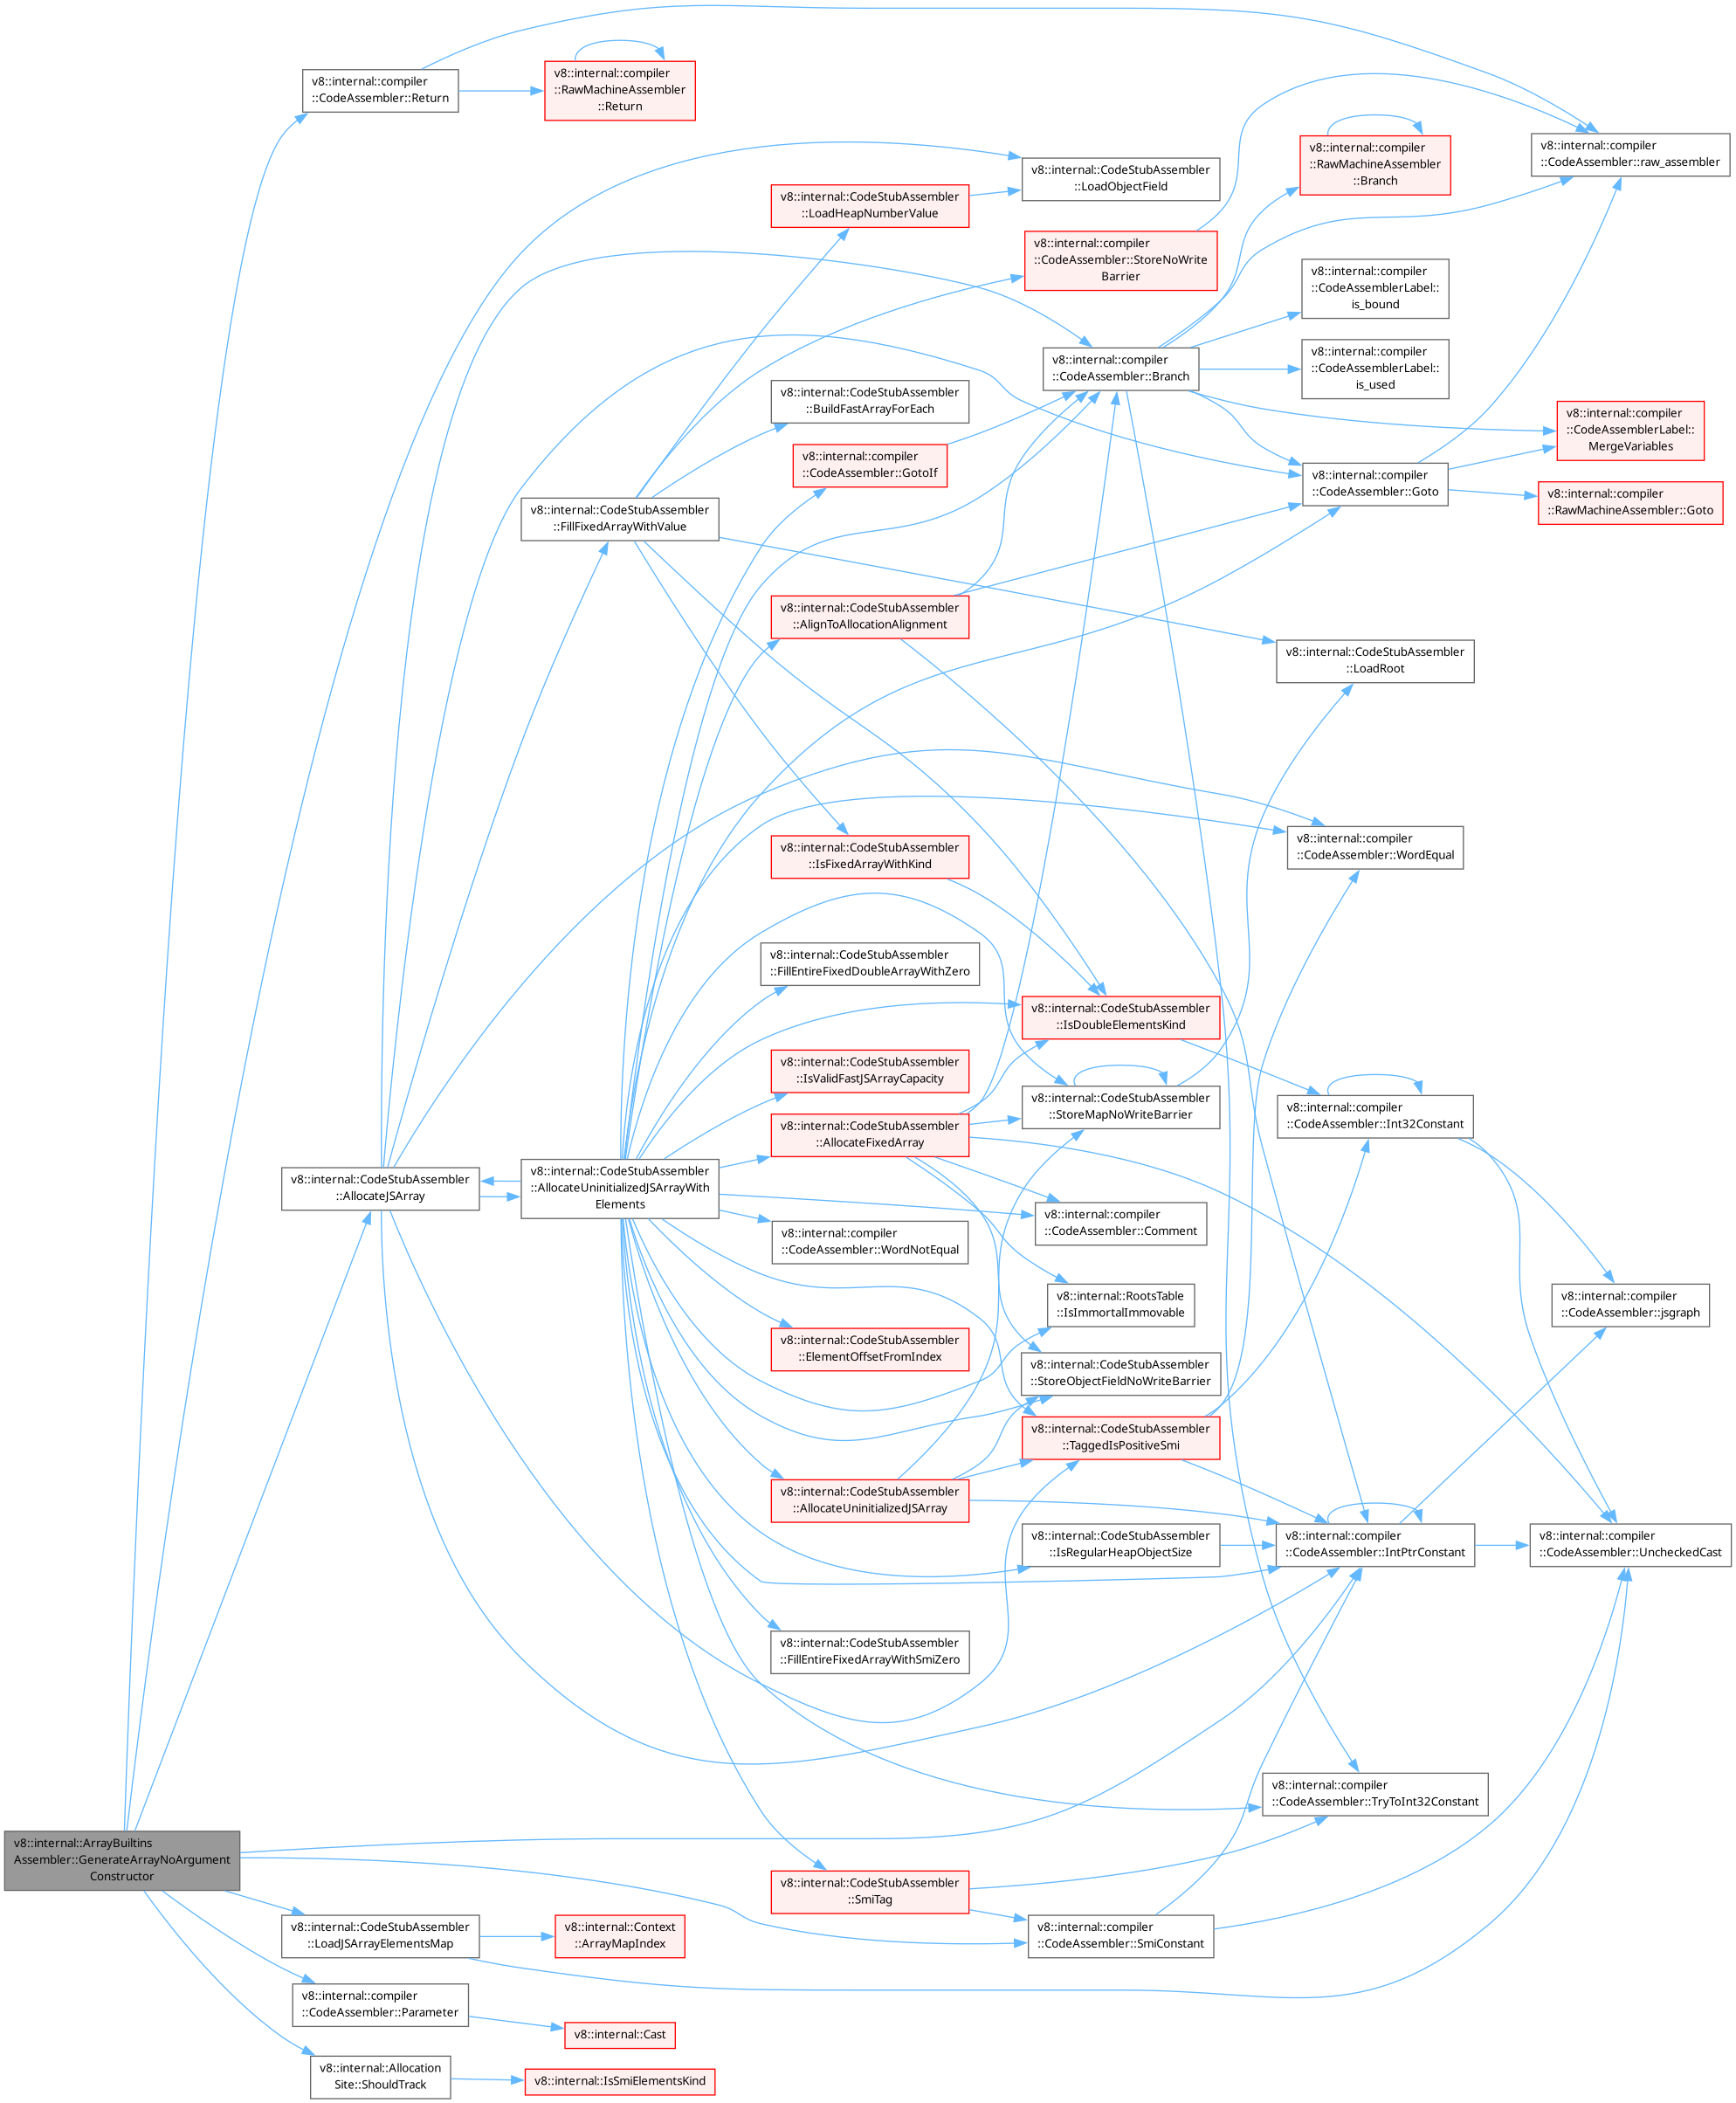 v8::internal::compiler
::CodeAssembler::Return
v8::internal::compiler
::RawMachineAssembler
::Return
v8::internal::compiler
::RawMachineAssembler
::Branch
v8::internal::compiler
::CodeAssembler::raw_assembler
v8::internal::CodeStubAssembler
::LoadObjectField
v8::internal::CodeStubAssembler
::LoadHeapNumberValue
v8::internal::compiler
::CodeAssembler::StoreNoWrite
Barrier
v8::internal::compiler
::CodeAssemblerLabel::
is_bound
v8::internal::compiler
::CodeAssemblerLabel::
is_used
v8::internal::compiler
::CodeAssembler::Branch
v8::internal::CodeStubAssembler
::BuildFastArrayForEach
v8::internal::compiler
::CodeAssemblerLabel::
MergeVariables
v8::internal::compiler
::CodeAssembler::GotoIf
v8::internal::compiler
::CodeAssembler::Goto
v8::internal::compiler
::RawMachineAssembler::Goto
v8::internal::CodeStubAssembler
::FillFixedArrayWithValue
v8::internal::CodeStubAssembler
::AlignToAllocationAlignment
v8::internal::CodeStubAssembler
::LoadRoot
v8::internal::compiler
::CodeAssembler::WordEqual
v8::internal::CodeStubAssembler
::IsFixedArrayWithKind
v8::internal::CodeStubAssembler
::FillEntireFixedDoubleArrayWithZero
v8::internal::CodeStubAssembler
::IsDoubleElementsKind
v8::internal::CodeStubAssembler
::IsValidFastJSArrayCapacity
v8::internal::CodeStubAssembler
::StoreMapNoWriteBarrier
v8::internal::compiler
::CodeAssembler::Int32Constant
v8::internal::CodeStubAssembler
::AllocateFixedArray
v8::internal::CodeStubAssembler
::AllocateJSArray
v8::internal::CodeStubAssembler
::AllocateUninitializedJSArrayWith
Elements
v8::internal::compiler
::CodeAssembler::Comment
v8::internal::compiler
::CodeAssembler::WordNotEqual
v8::internal::RootsTable
::IsImmortalImmovable
v8::internal::compiler
::CodeAssembler::jsgraph
v8::internal::CodeStubAssembler
::ElementOffsetFromIndex
v8::internal::CodeStubAssembler
::StoreObjectFieldNoWriteBarrier
v8::internal::CodeStubAssembler
::TaggedIsPositiveSmi
v8::internal::CodeStubAssembler
::AllocateUninitializedJSArray
v8::internal::CodeStubAssembler
::IsRegularHeapObjectSize
v8::internal::compiler
::CodeAssembler::IntPtrConstant
v8::internal::compiler
::CodeAssembler::UncheckedCast
v8::internal::CodeStubAssembler
::FillEntireFixedArrayWithSmiZero
v8::internal::compiler
::CodeAssembler::TryToInt32Constant
v8::internal::ArrayBuiltins
Assembler::GenerateArrayNoArgument
Constructor
v8::internal::CodeStubAssembler
::SmiTag
v8::internal::compiler
::CodeAssembler::SmiConstant
v8::internal::CodeStubAssembler
::LoadJSArrayElementsMap
v8::internal::Context
::ArrayMapIndex
v8::internal::compiler
::CodeAssembler::Parameter
v8::internal::Cast
v8::internal::Allocation
Site::ShouldTrack
v8::internal::IsSmiElementsKind